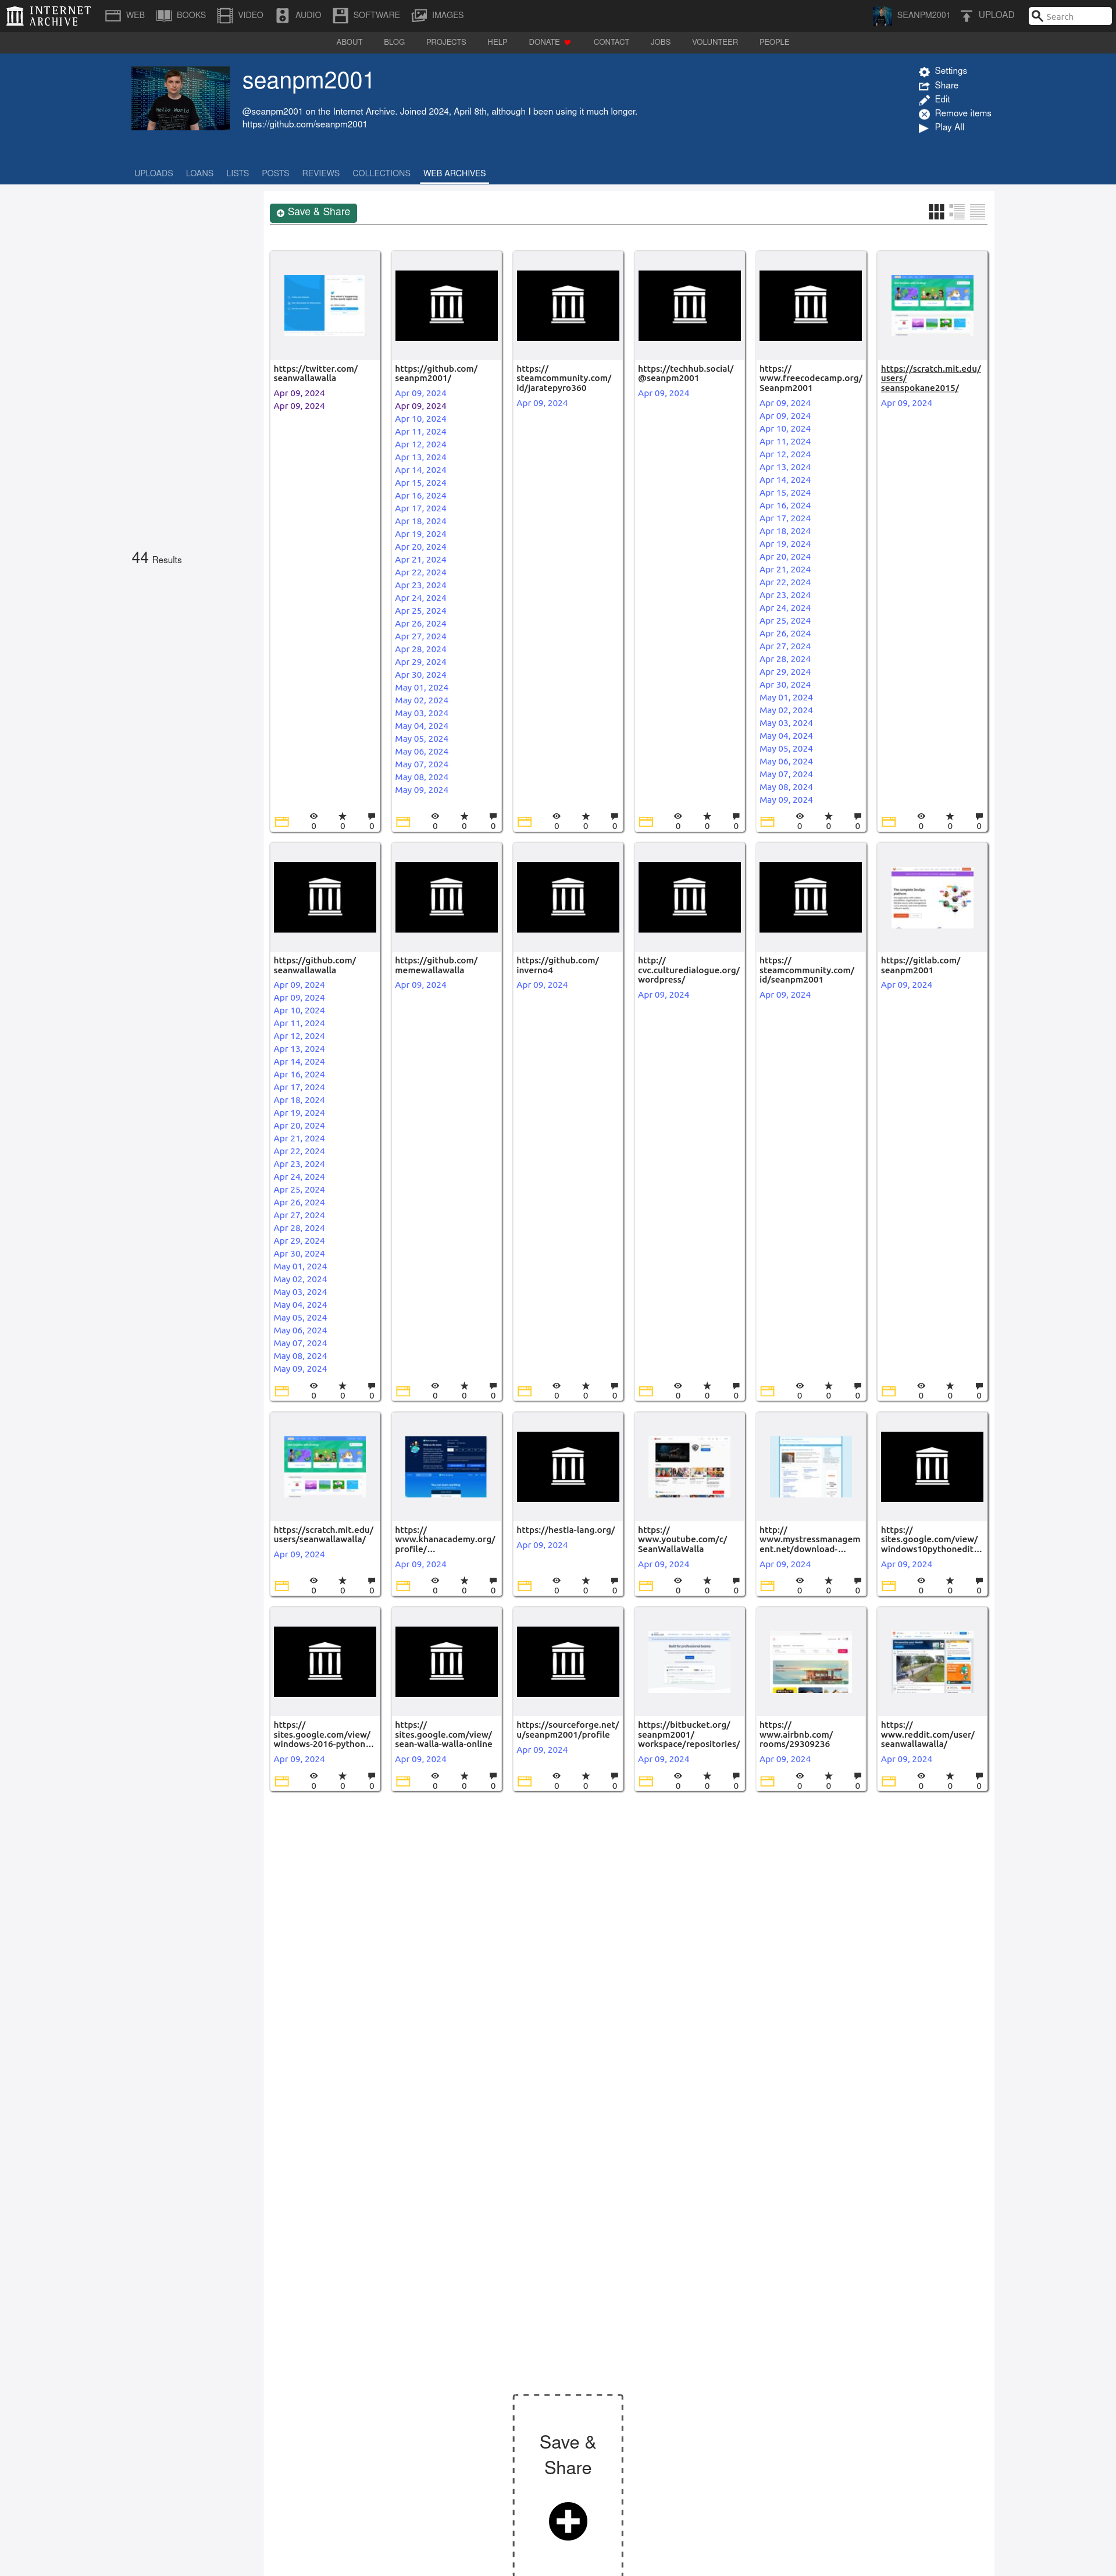 INTERNET
ARCHIVE
WEB
BOOKS
VIDEO
AUDIO
SOFTWARE
IMAGES
SEANPM2001
UPLOAD
Search
ABOUT
BLOG
PROJECTS
HELP
DONATE
CONTACT
JOBS
VOLUNTEER
PEOPLE
Hello World
seanpm2001
@seanpm2001 on the Internet Archive. Joined 2024, April 8th, although I been using it much longer.
https://github.com/seanpm2001
Settings
Share
Edit
Remove items
Play All
UPLOADS
LOANS
LISTS
POSTS
REVIEWS
COLLECTIONS
WEB ARCHIVES
44 Results
Save & Share
https://twitter.com/
seanwallawalla
Apr 09, 2024
Apr 09, 2024
0 0 0
https://github.com/
seanpm2001/
Apr 09, 2024
Apr 09, 2024
Apr 10, 2024
Apr 11, 2024
Apr 12, 2024
Apr 13, 2024
Apr 14, 2024
Apr 15, 2024
Apr 16, 2024
Apr 17, 2024
Apr 18, 2024
Apr 19, 2024
Apr 20, 2024
Apr 21, 2024
Apr 22, 2024
Apr 23, 2024
Apr 24, 2024
Apr 25, 2024
Apr 26, 2024
Apr 27, 2024
Apr 28, 2024
Apr 29, 2024
Apr 30, 2024
May 01, 2024
May 02, 2024
May 03, 2024
May 04, 2024
May 05, 2024
May 06, 2024
May 07, 2024
May 08, 2024
May 09, 2024
0 0 0
https://
steamcommunity.com/
id/jaratepyro360
Apr 09, 2024
0 0 0
https://techhub.social/
@seanpm2001
Apr 09, 2024
0 0 0
https://
www.freecodecamp.org/
Seanpm2001
Apr 09, 2024
Apr 09, 2024
Apr 10, 2024
Apr 11, 2024
Apr 12, 2024
Apr 13, 2024
Apr 14, 2024
Apr 15, 2024
Apr 16, 2024
Apr 17, 2024
Apr 18, 2024
Apr 19, 2024
Apr 20, 2024
Apr 21, 2024
Apr 22, 2024
Apr 23, 2024
Apr 24, 2024
Apr 25, 2024
Apr 26, 2024
Apr 27, 2024
Apr 28, 2024
Apr 29, 2024
Apr 30, 2024
May 01, 2024
May 02, 2024
May 03, 2024
May 04, 2024
May 05, 2024
May 06, 2024
May 07, 2024
May 08, 2024
May 09, 2024
0 0 0
https://scratch.mit.edu/
users/
seanspokane2015/
Apr 09, 2024
0 0 0
https://github.com/
seanwallawalla
Apr 09, 2024
Apr 09, 2024
Apr 10, 2024
Apr 11, 2024
Apr 12, 2024
Apr 13, 2024
Apr 14, 2024
Apr 16, 2024
Apr 17, 2024
Apr 18, 2024
Apr 19, 2024
Apr 20, 2024
Apr 21, 2024
Apr 22, 2024
Apr 23, 2024
Apr 24, 2024
Apr 25, 2024
Apr 26, 2024
Apr 27, 2024
Apr 28, 2024
Apr 29, 2024
Apr 30, 2024
May 01, 2024
May 02, 2024
May 03, 2024
May 04, 2024
May 05, 2024
May 06, 2024
May 07, 2024
May 08, 2024
May 09, 2024
0 0 0
https://github.com/
memewallawalla
Apr 09, 2024
0 0 0
https://github.com/
inverno4
Apr 09, 2024
0 0 0
http://
cvc.culturedialogue.org/
wordpress/
Apr 09, 2024
0 0 0
https://
steamcommunity.com/
id/seanpm2001
Apr 09, 2024
0 0 0
https://gitlab.com/
seanpm2001
Apr 09, 2024
0 0 0
https://scratch.mit.edu/
users/seanwallawalla/
Apr 09, 2024
0 0 0
https://
www.khanacademy.org/
profile/...
Apr 09, 2024
0 0 0
https://hestia-lang.org/
Apr 09, 2024
0 0 0
https://
www.youtube.com/c/
SeanWallaWalla
Apr 09, 2024
0 0 0
http://
www.mystressmanagem
ent.net/download-...
Apr 09, 2024
0 0 0
https://
sites.google.com/view/
windows10pythonedit...
Apr 09, 2024
0 0 0
https://
sites.google.com/view/
windows-2016-python...
Apr 09, 2024
0 0 0
https://
sites.google.com/view/
sean-walla-walla-online
Apr 09, 2024
0 0 0
https://sourceforge.net/
u/seanpm2001/profile
Apr 09, 2024
0 0 0
https://bitbucket.org/
seanpm2001/
workspace/repositories/
Apr 09, 2024
0 0 0
https://
www.airbnb.com/
rooms/29309236
Apr 09, 2024
0 0 0
https://
www.reddit.com/user/
seanwallawalla/
Apr 09, 2024
0 0 0
Save &
Share